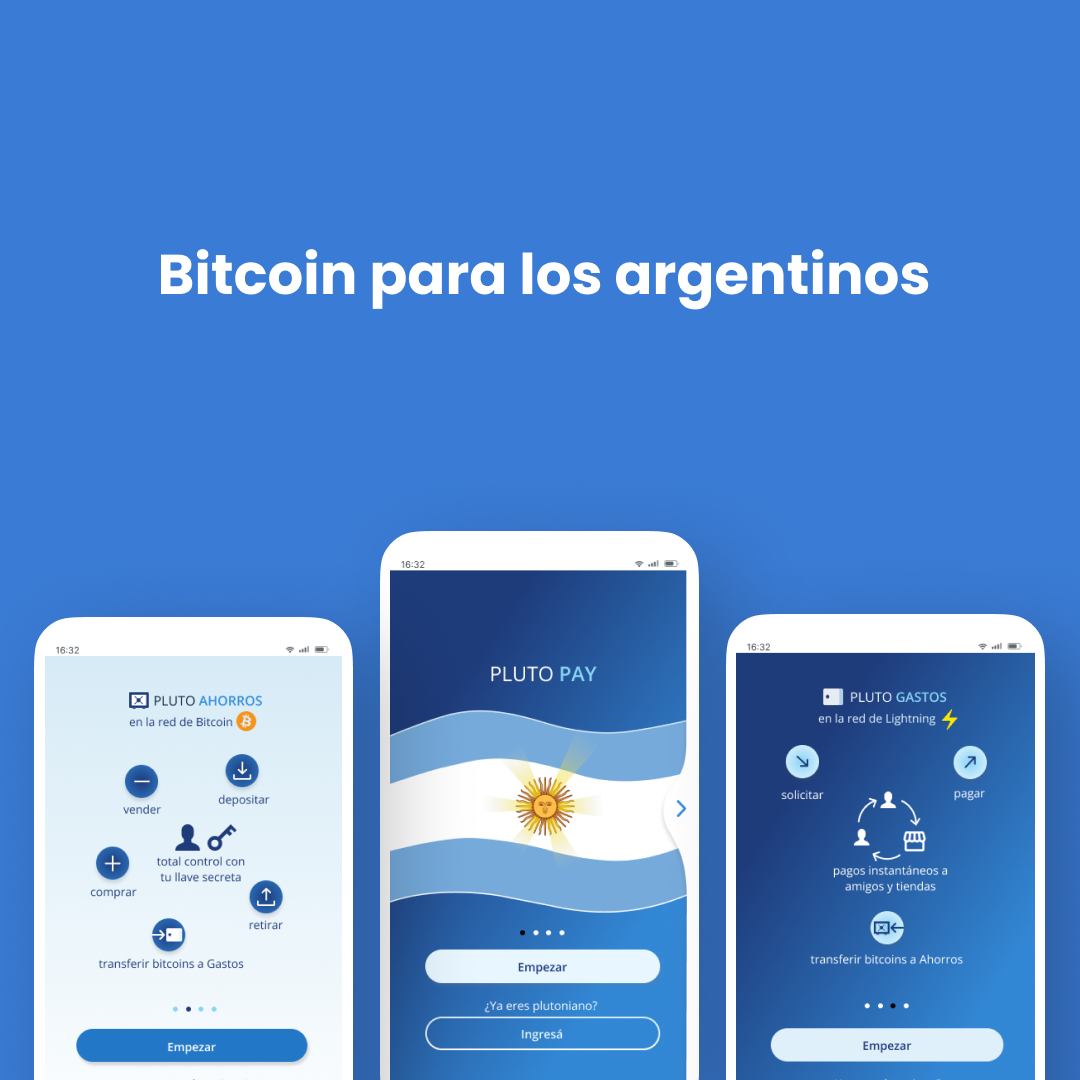 Bitcoin para los argentinos
16:32
PLUTO AHORROS
en la red de Bitcoin
vender
depositar
total control con
tu llave secreta
comprar
retirar
transferir bitcoins a Gastos
Empezar
16:32
PLUTO PAY
Empezar
¿Ya eres plutoniano?
Ingresá
16:32
PLUTO GASTOS
en la red de Lightning
solicitar
pagar
pagos instantáneos a
amigos y tiendas
transferir bitcoins a Ahorros
Empezar